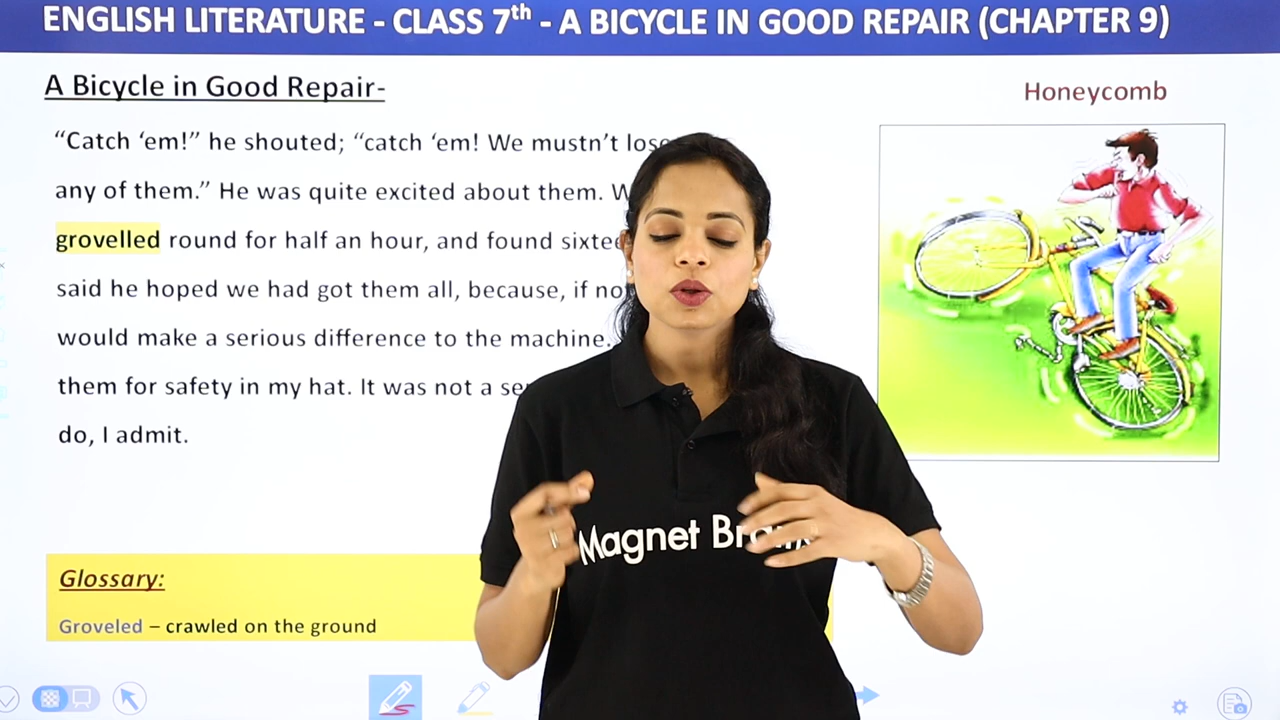 ENGLISH LITERATURE - CLASS 7th - A BICYCLE IN GOOD REPAIR (CHAPTER 9)
A Bicycle in Good Repair-
Honeycomb
“Catch ‘em!” he shouted; “catch ‘em! We mustn’t lose
any of them.” He was quite excited about them.
grovelled round for half an hour, and found
said he hoped we had got them all, because, if
would make a serious difference to the machine.
them for safety in my hat. It was not a
do, I admit.
Magnet
Glossary:
Groveled – crawled on the ground